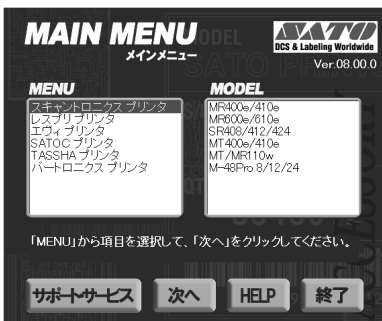 MAIN MENU
メインメニュー
SATO
DCS & Labeling Worldwide
Ver.08.00.0
MENU
スキャントロニクス プリンタ
レスプリ プリンタ
エヴィ プリンタ
SATOC プリンタ
TASSHA プリンタ
バートロニクス プリンタ
MODEL
MR400e/410e
MR600e/610e
SR408/412/424
MT400e/410e
MT/MR110w
M-48Pro 8/12/24
「MENU」から項目を選択して、「次へ」をクリックしてください。
サポート・サービス
次へ
HELP
終了